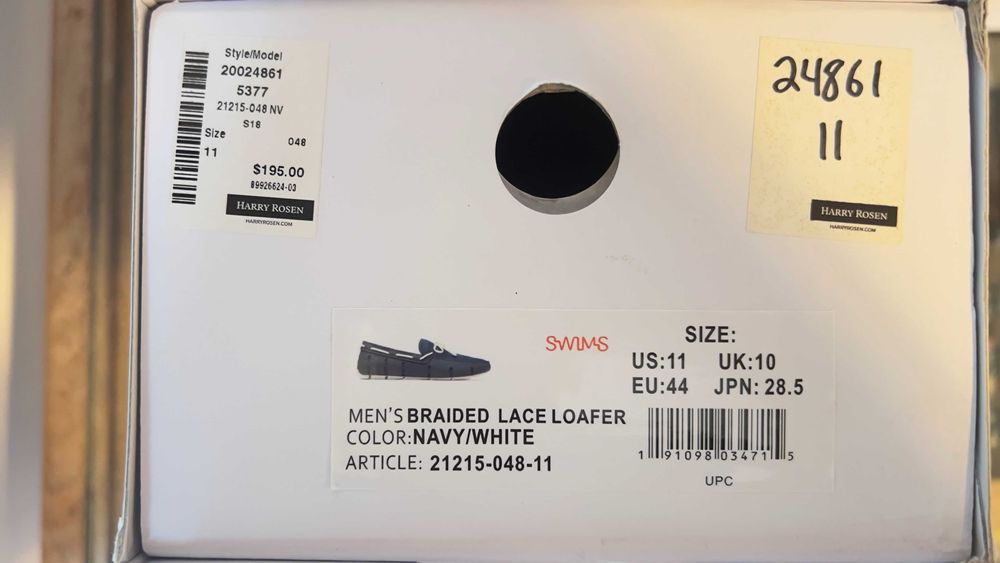 Style/Model
20024861
5377
21215-048 NV
S18
Size
048
11
$195.00
89926624-03
HARRY ROSEN
HARRYROSEN.COM
24861
11
HARRY ROSEN
HARRYROSEN.COM
SWIMS
SIZE:
US:11 UK:10
EU:44 JPN: 28.5
MEN'S BRAIDED LACE LOAFER
COLOR:NAVY/WHITE
ARTICLE: 21215-048-11
1 91098 03471 5
UPC